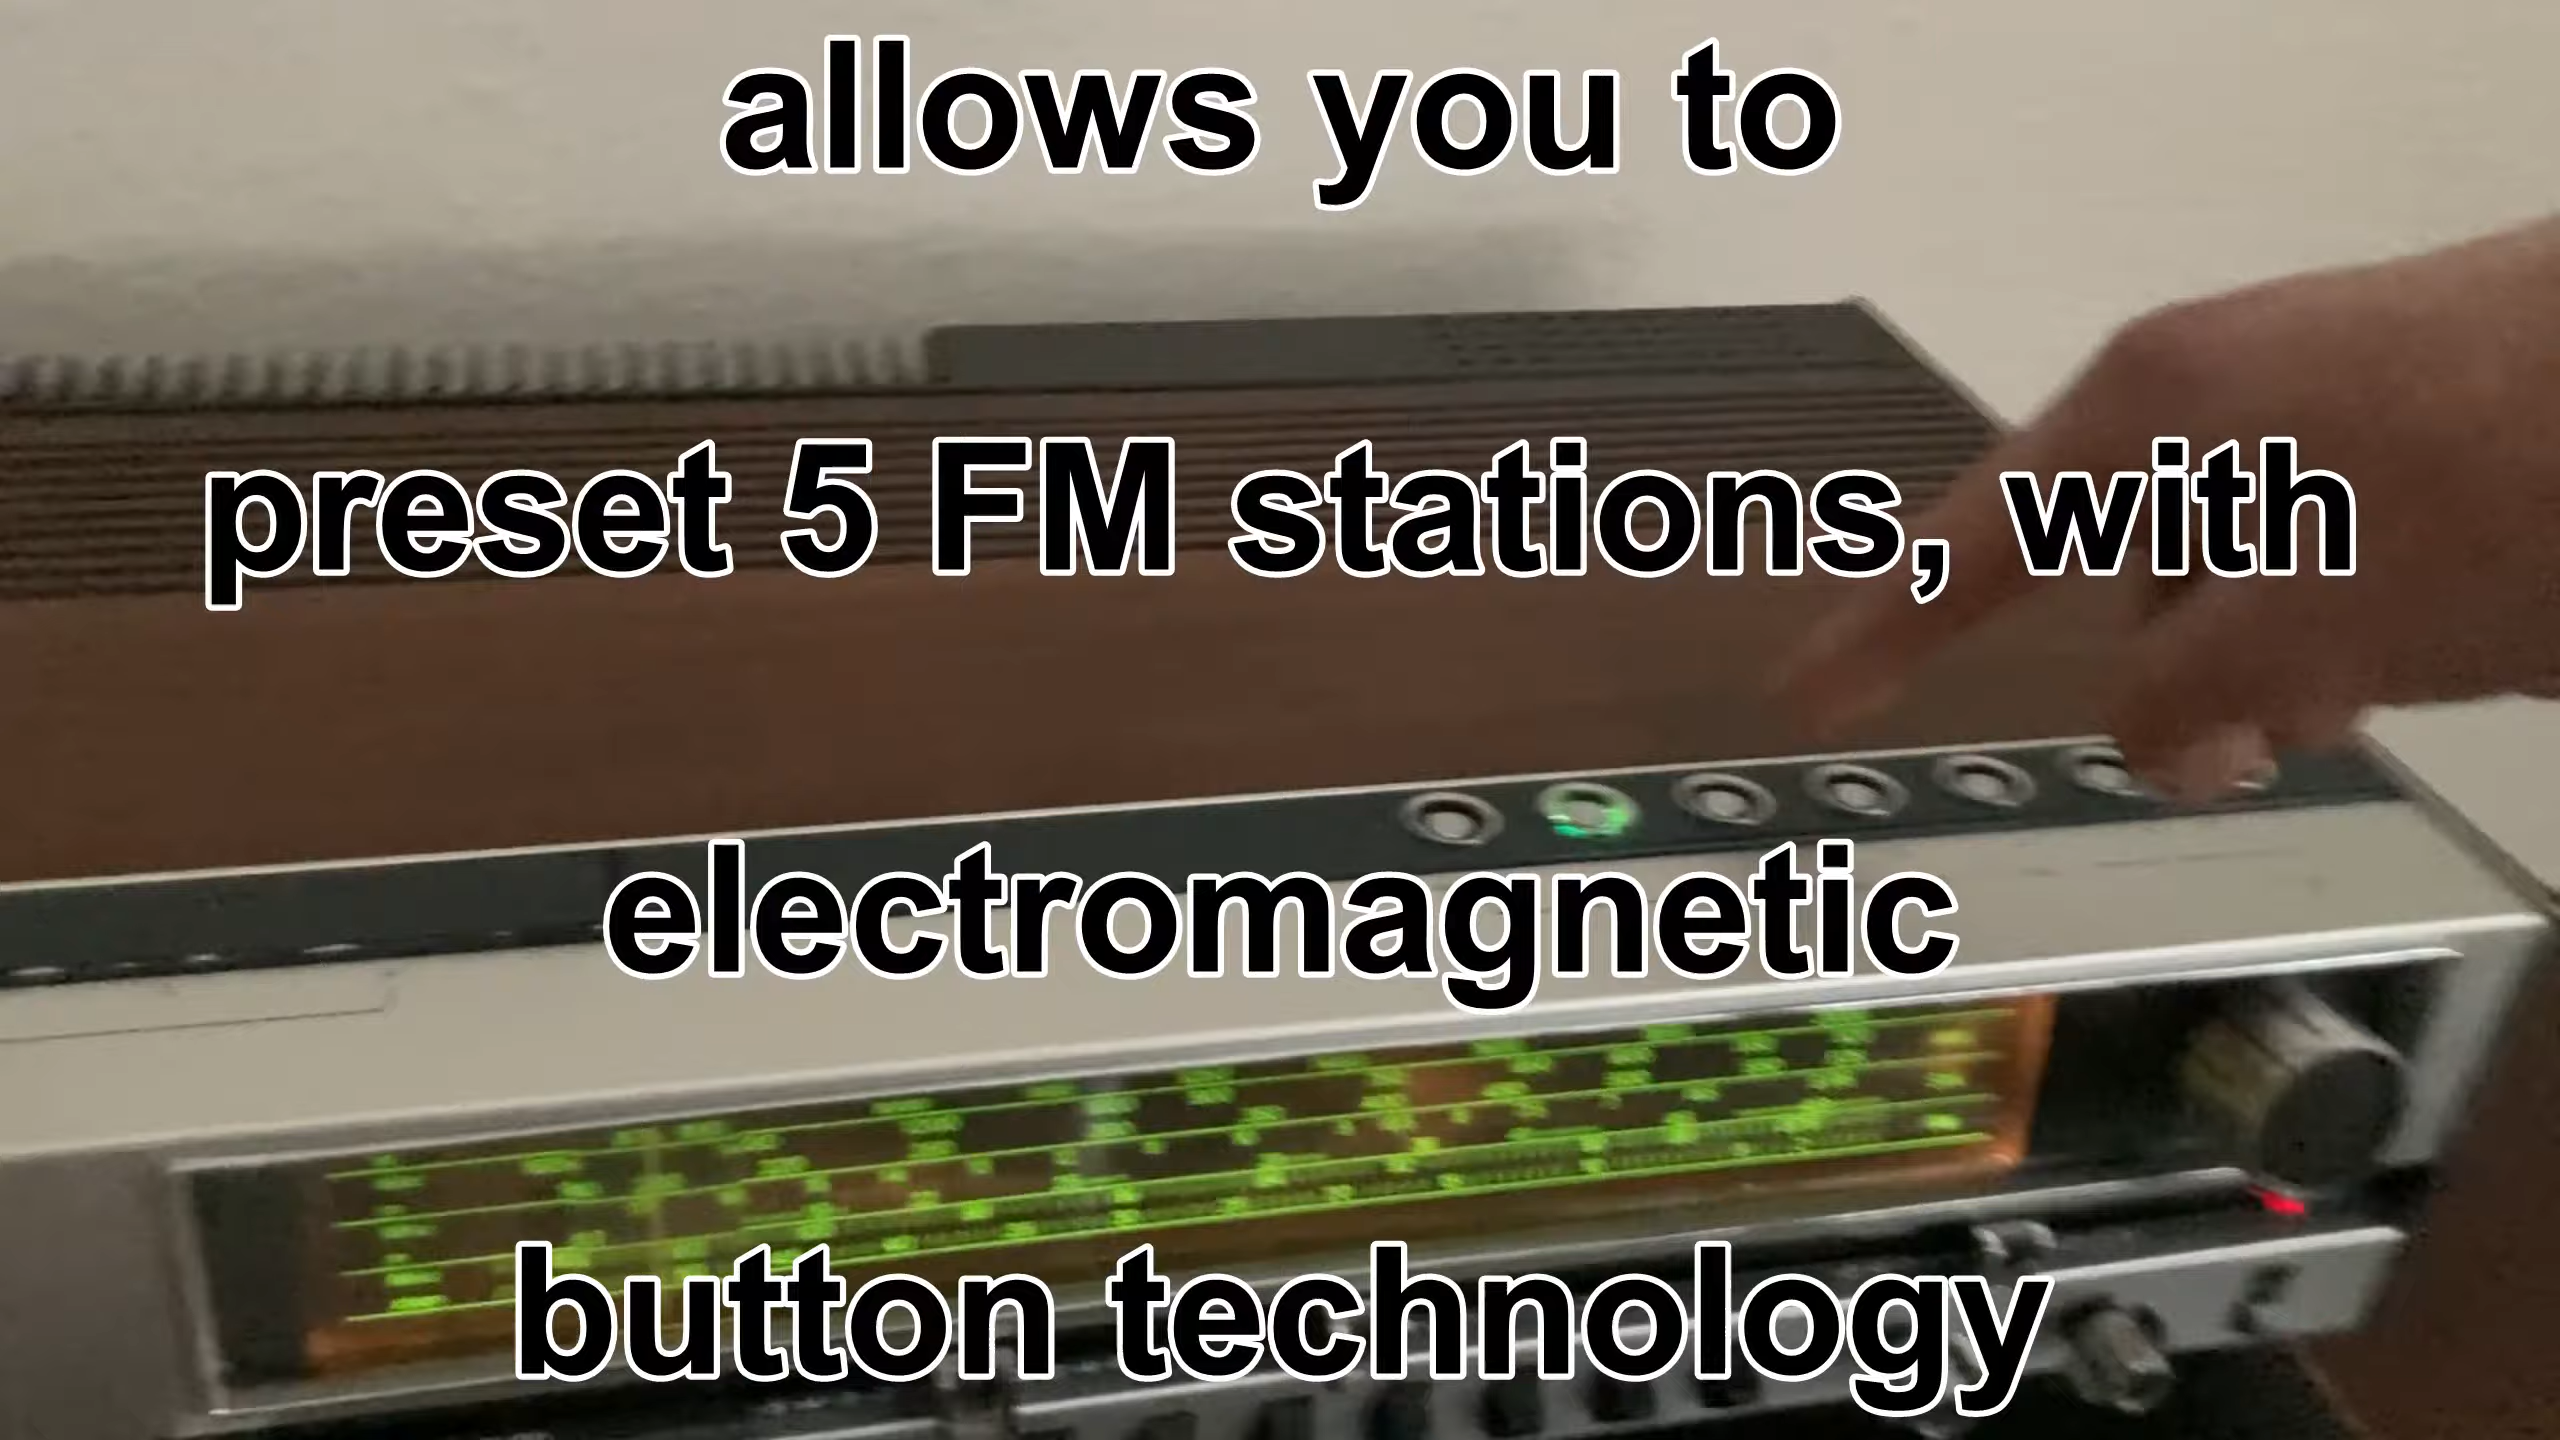 allows you to
preset 5 FM stations, with
electromagnetic
button technology